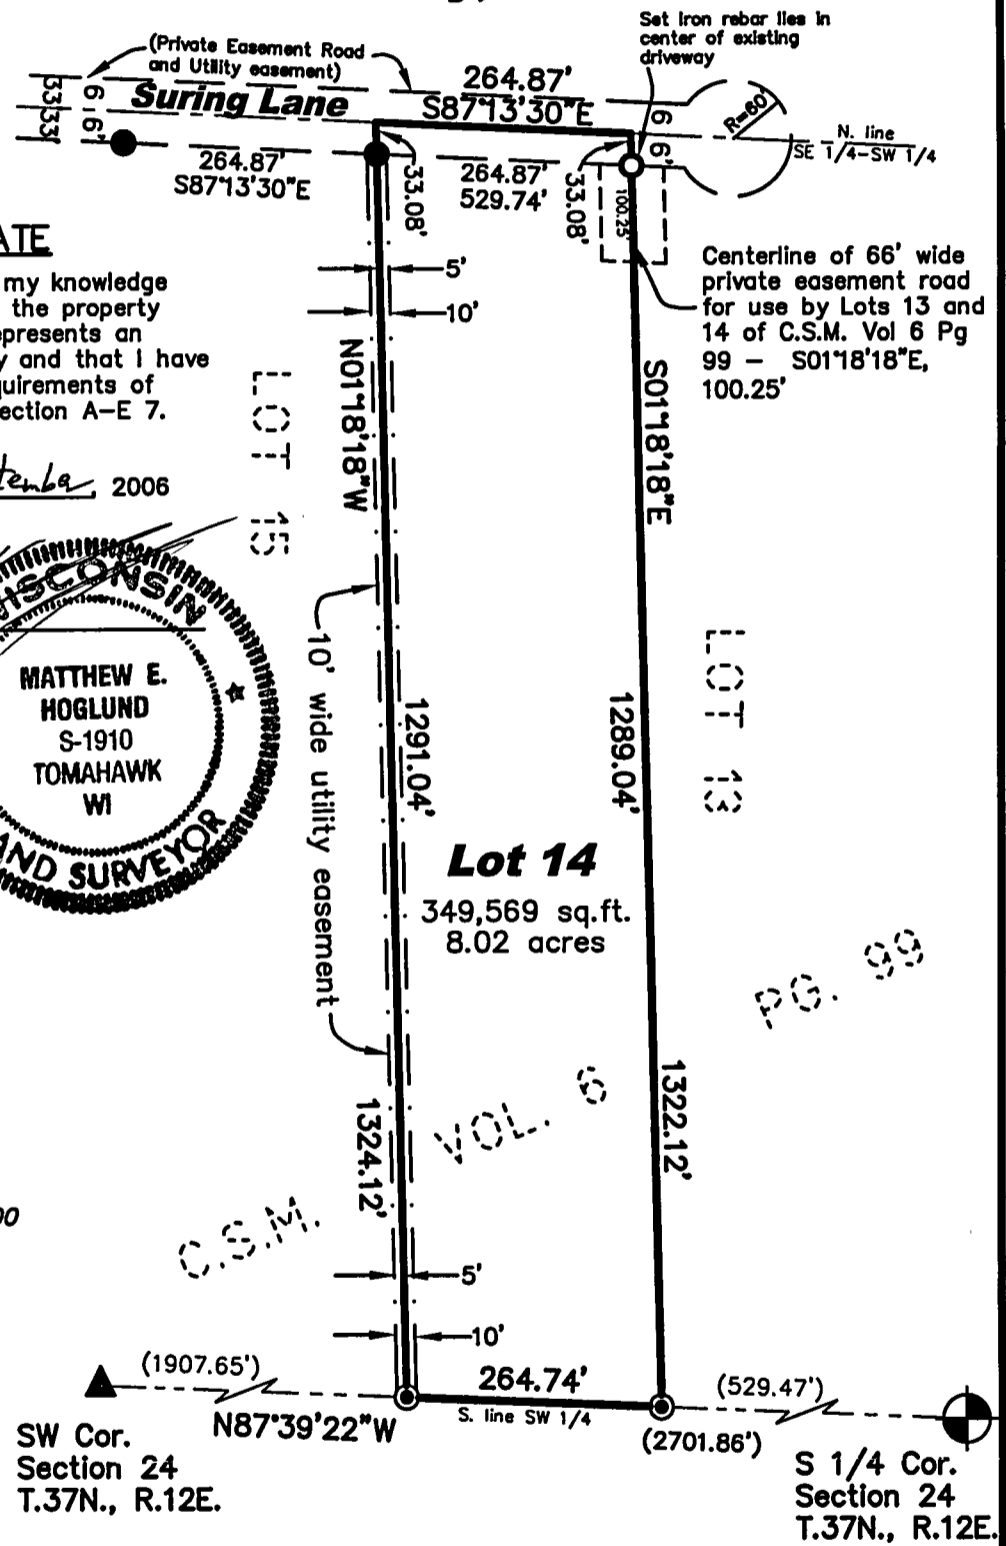 Set iron rebar lies in
center of existing
driveway
(Private Easement Road
and Utility easement)
264.87'
S87°13'30"E
Suring Lane
33'
33'
66'
66'
R=60'
N. line
SE 1/4-SW 1/4
264.87'
S87°13'30"E
264.87'
529.74'
33.08'
33.08'
100.25'
ATE
my knowledge
the property
epresents an
y and that I have
quirements of
ection A-E 7.
2006
5'
10'
Centerline of 66' wide
private easement road
for use by Lots 13 and
14 of C.S.M. Vol 6 Pg
99 - S01°18'18"E,
100.25'
N01°18'18"W
S01°18'18"E
LOT 15
LOT 13
WISCONSIN
MATTHEW E.
HOGLUND
S-1910
TOMAHAWK
WI
AND SURVEYOR
10' wide utility easement
1291.04'
1289.04'
Lot 14
349,569 sq.ft.
8.02 acres
1324.12'
1322.12'
C.S.M. VOL. 6 PG. 99
00
5'
10'
(1907.65')
264.74'
(529.47')
N87°39'22"W
S. line SW 1/4
(2701.86')
SW Cor.
Section 24
T.37N., R.12E.
S 1/4 Cor.
Section 24
T.37N., R.12E.